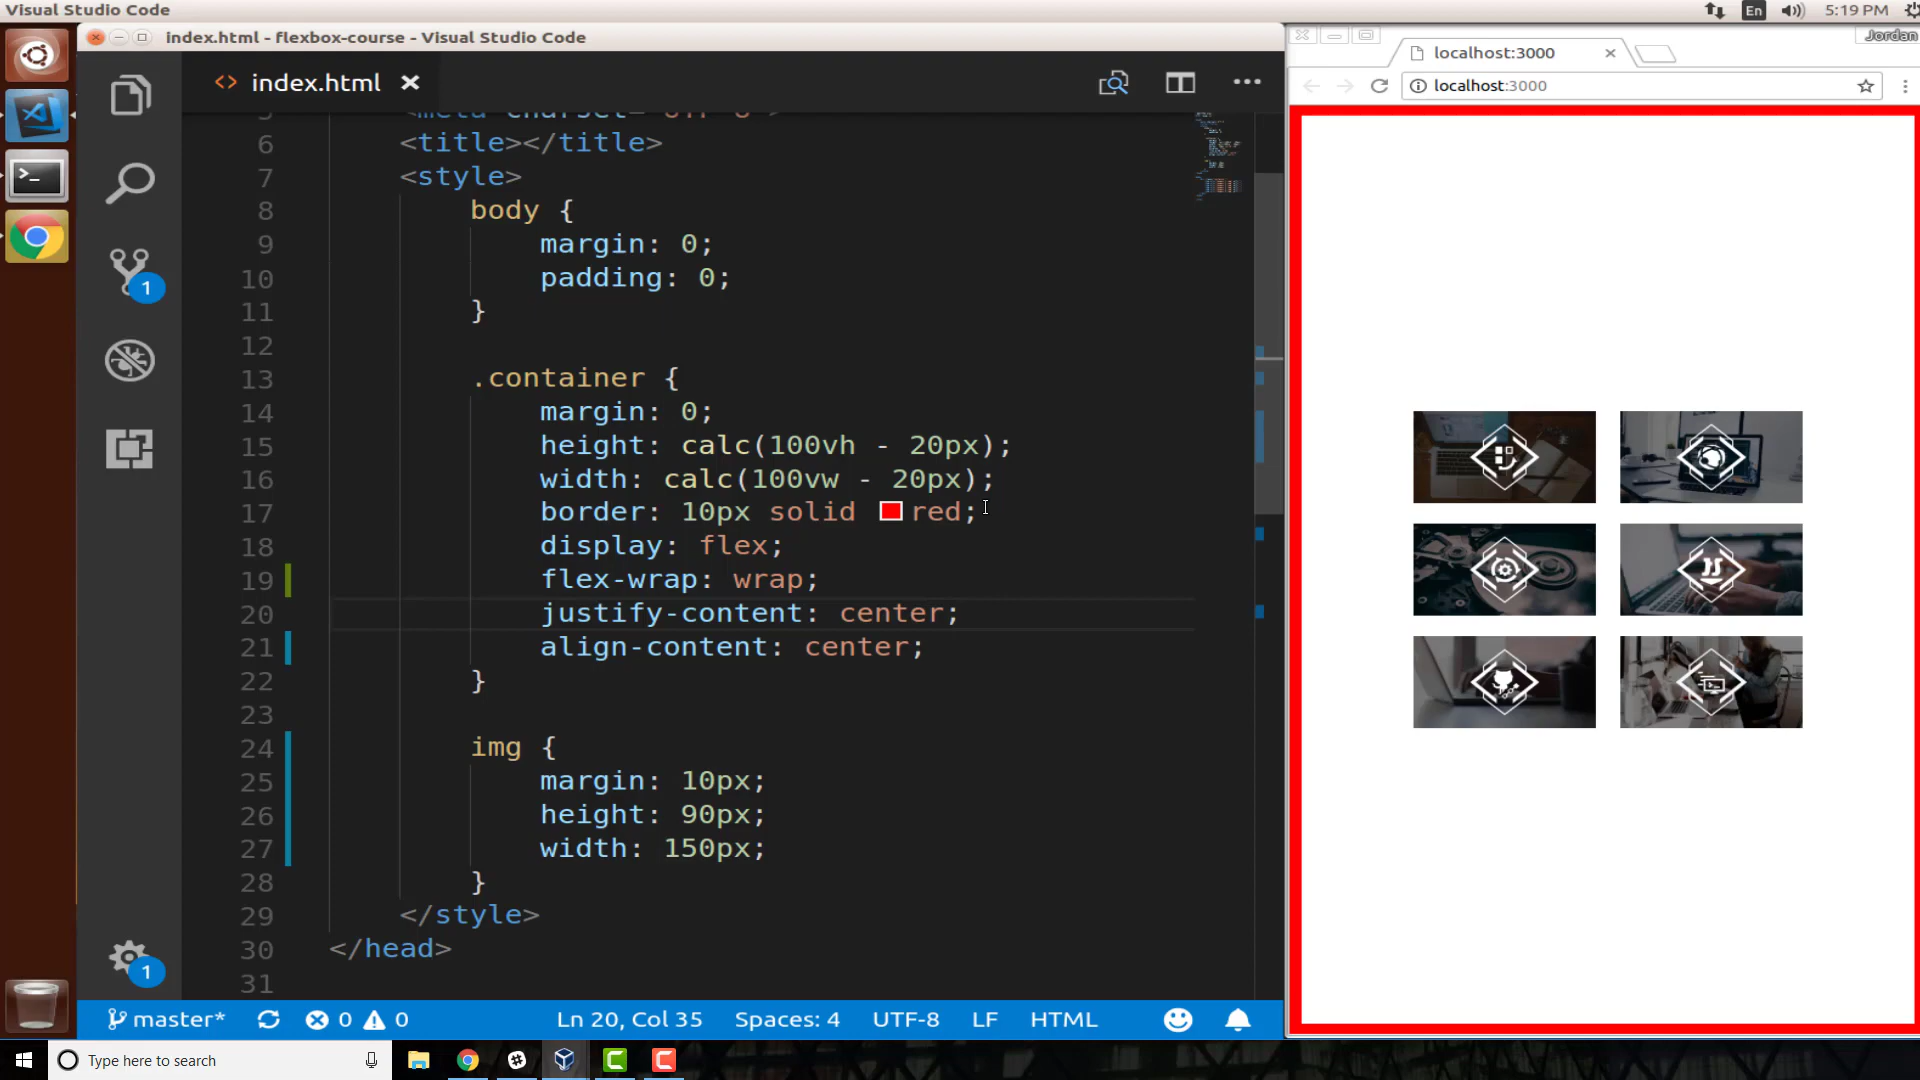 Visual Studio Code
En
5:19 PM
index.html - flexbox-course - Visual Studio Code
Jordan
index.html
localhost:3000
localhost:3000
6 <title></title>
7 <style>
8 body {
9 margin: 0;
10 padding: 0;
11 }
12
13 .container {
14 margin: 0;
15 height: calc(100vh - 20px);
16 width: calc(100vw - 20px);
17 border: 10px solid red;
18 display: flex;
19 flex-wrap: wrap;
20 justify-content: center;
21 align-content: center;
22 }
23
24 img {
25 margin: 10px;
26 height: 90px;
27 width: 150px;
28 }
29 </style>
30 </head>
31
1
1
master* 0 0 Ln 20, Col 35 Spaces: 4 UTF-8 LF HTML
Type here to search